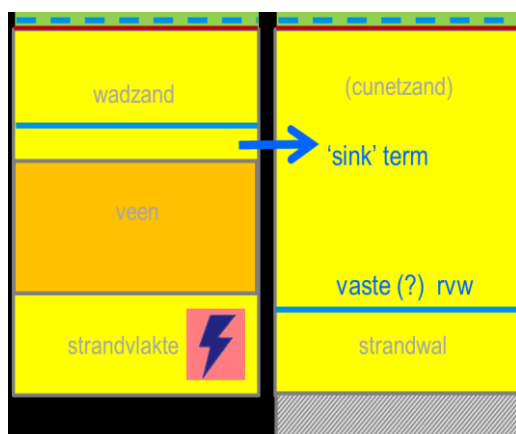 wadzand
(cunetzand)
‘sink’ term
veen
vaste (?) rvw
strandvlakte
strandwal